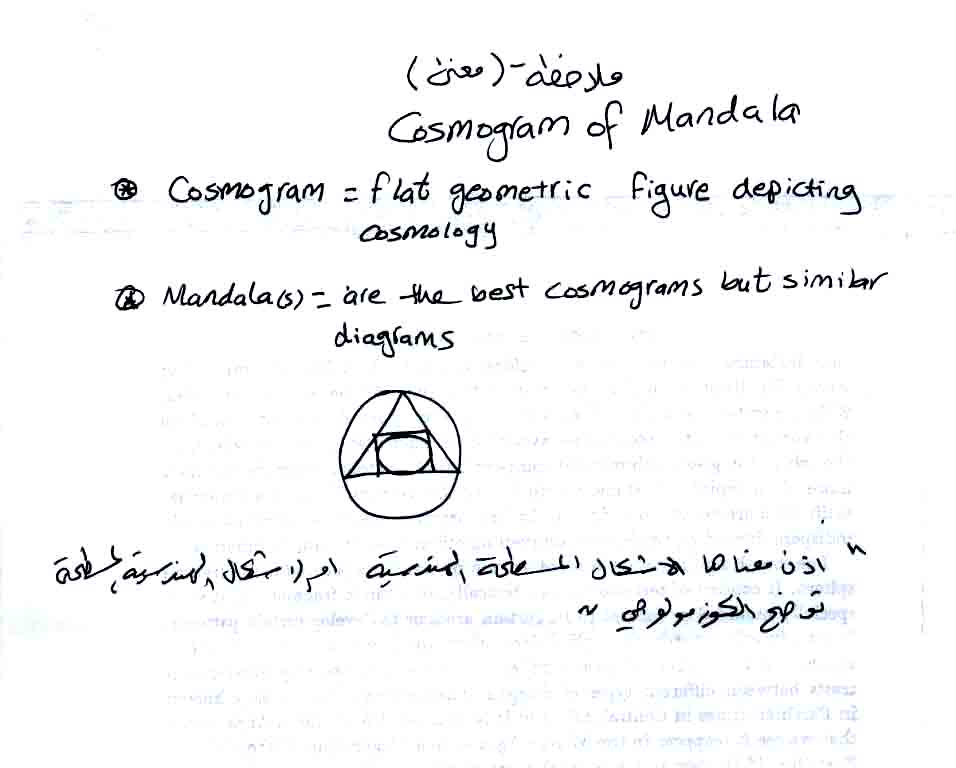 ملاحظة - (معنى)
Cosmogram of Mandala
Cosmogram = flat geometric figure depicting
cosmology
Mandala(s) = are the best cosmograms but similar
diagrams
" اذن معناها الاشكال المسطحة الهندسية او الاشكال الهندسية المسطحة
توضح الكوزمولوجي "